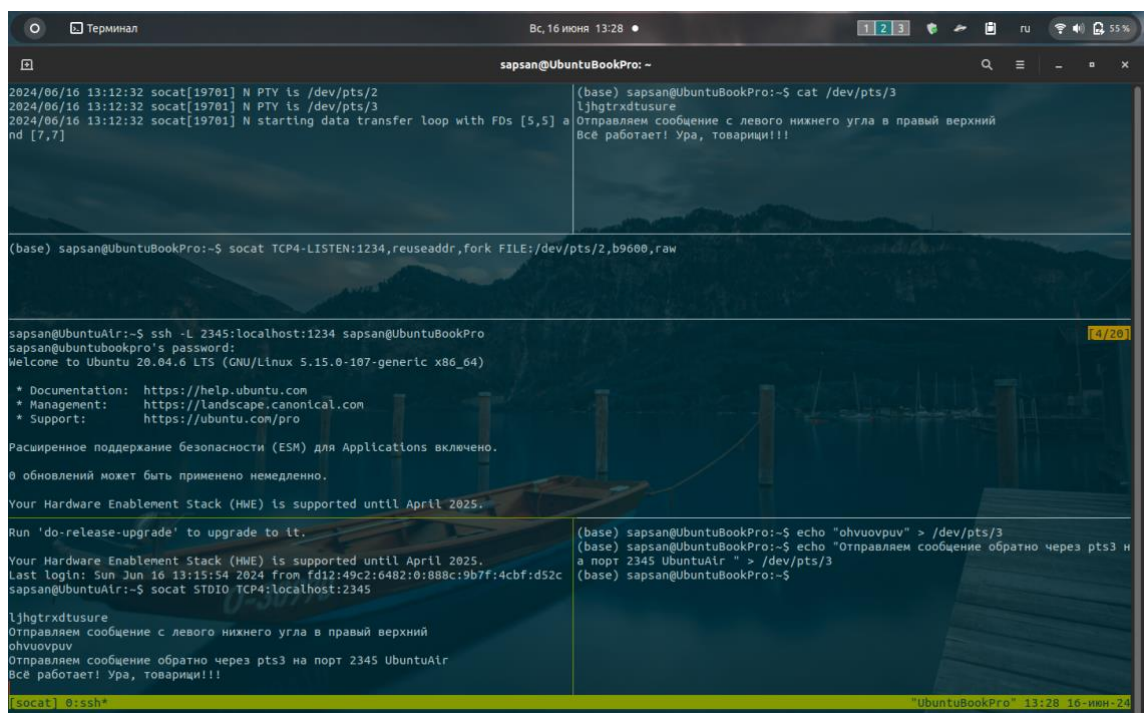 Терминал
Вс, 16 июня 13:28
1 2 3
ru
55 %
sapsan@UbuntuBookPro: ~
2024/06/16 13:12:32 socat[19701] N PTY is /dev/pts/2
2024/06/16 13:12:32 socat[19701] N PTY is /dev/pts/3
2024/06/16 13:12:32 socat[19701] N starting data transfer loop with FDs [5,5] a
nd [7,7]
(base) sapsan@UbuntuBookPro:~$ cat /dev/pts/3
ljhgtrxdtusure
Отправляем сообщение с левого нижнего угла в правый верхний
Всё работает! Ура, товарищи!!!
(base) sapsan@UbuntuBookPro:~$ socat TCP4-LISTEN:1234,reuseaddr,fork FILE:/dev/pts/2,b9600,raw
sapsan@UbuntuAir:~$ ssh -L 2345:localhost:1234 sapsan@UbuntuBookPro
[4/20]
sapsan@ubuntubookpro's password:
Welcome to Ubuntu 20.04.6 LTS (GNU/Linux 5.15.0-107-generic x86_64)
* Documentation: https://help.ubuntu.com
* Management: https://landscape.canonical.com
* Support: https://ubuntu.com/pro
Расширенное поддержание безопасности (ESM) для Applications включено.
0 обновлений может быть применено немедленно.
Your Hardware Enablement Stack (HWE) is supported until April 2025.
Run 'do-release-upgrade' to upgrade to it.
Your Hardware Enablement Stack (HWE) is supported until April 2025.
Last login: Sun Jun 16 13:15:54 2024 from fd12:49c2:6482:0:888c:9b7f:4cbf:d52c
sapsan@UbuntuAir:~$ socat STDIO TCP4:localhost:2345
ljhgtrxdtusure
Отправляем сообщение с левого нижнего угла в правый верхний
ohvuovpuv
Отправляем сообщение обратно через pts3 на порт 2345 UbuntuAir
Всё работает! Ура, товарищи!!!
(base) sapsan@UbuntuBookPro:~$ echo "ohvuovpuv" > /dev/pts/3
(base) sapsan@UbuntuBookPro:~$ echo "Отправляем сообщение обратно через pts3 н
а порт 2345 UbuntuAir " > /dev/pts/3
(base) sapsan@UbuntuBookPro:~$
[socat] 0:ssh*
"UbuntuBookPro" 13:28 16-июн-24